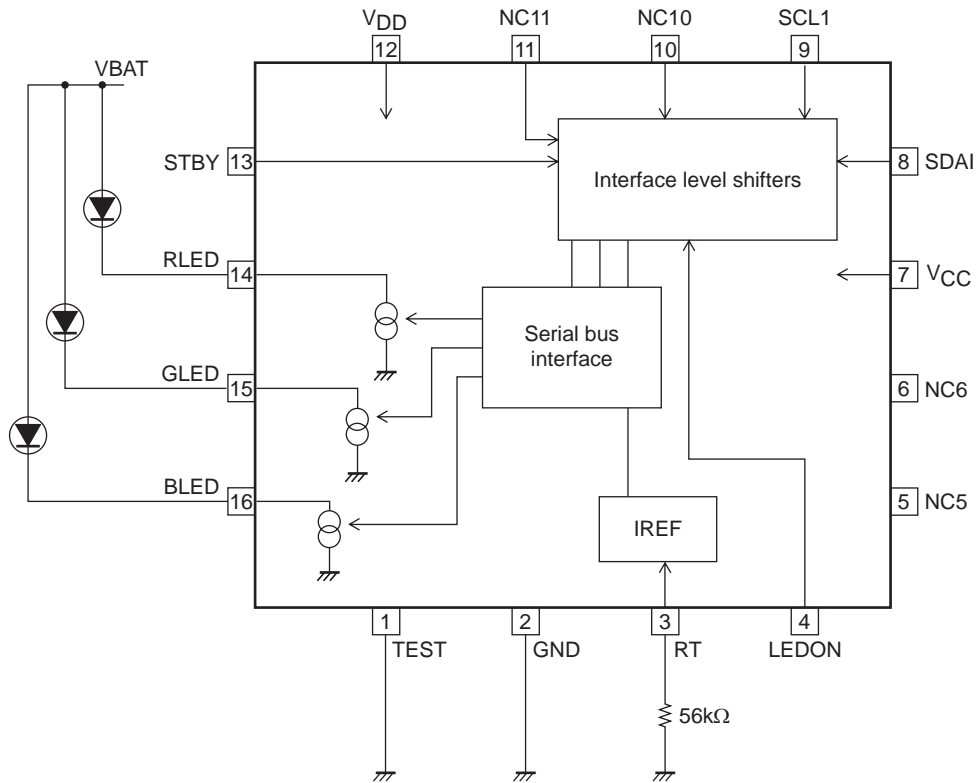 VDD
NC11
NC10
SCL1
12
11
10
9
VBAT
STBY
13
Interface level shifters
8
SDAI
RLED
14
7
VCC
Serial bus
interface
GLED
15
6
NC6
BLED
16
IREF
5
NC5
1
2
3
4
TEST
GND
RT
LEDON
56kΩ